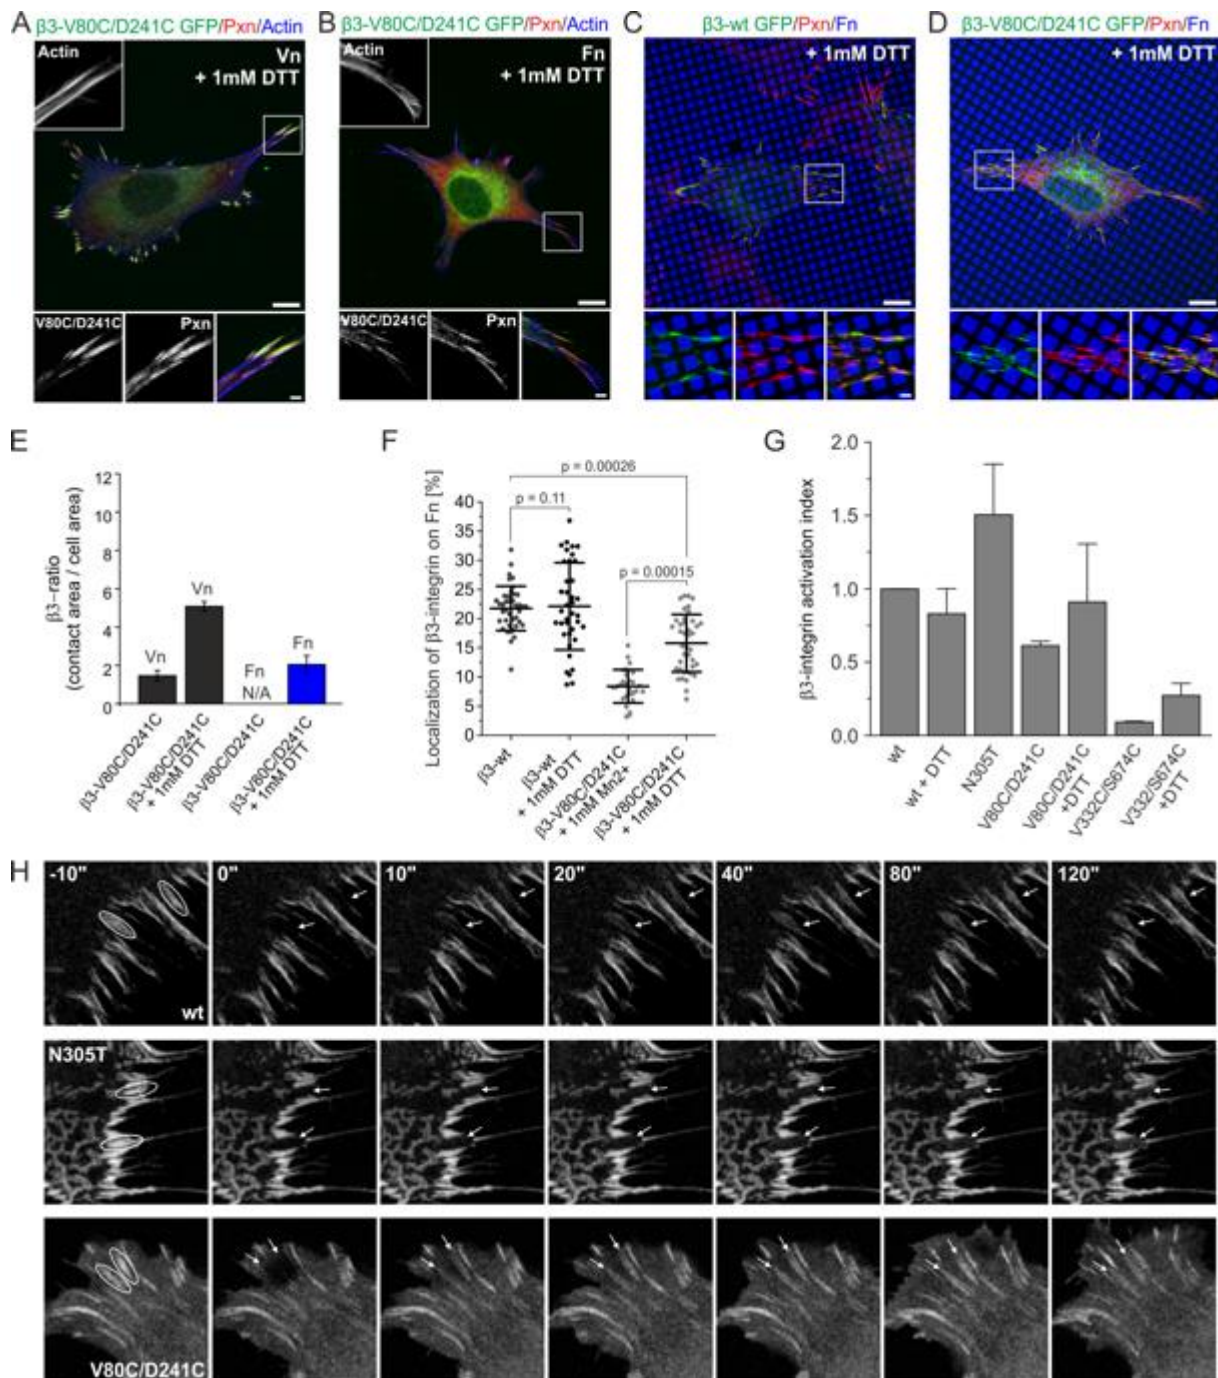 A β3-V80C/D241C GFP/Pxn/Actin
Actin
Vn
+ 1mM DTT
V80C/D241C
Pxn
B β3-V80C/D241C GFP/Pxn/Actin
Actin
Fn
+ 1mM DTT
V80C/D241C
Pxn
C β3-wt GFP/Pxn/Fn
+ 1mM DTT
D β3-V80C/D241C GFP/Pxn/Fn
+ 1mM DTT
E
β3-ratio
(contact area / cell area)
12
10
8
6
4
2
0
Vn
Vn
Fn
N/A
Fn
β3-V80C/D241C
β3-V80C/D241C
+ 1mM DTT
β3-V80C/D241C
β3-V80C/D241C
+ 1mM DTT
F
Localization of β3-integrin on Fn [%]
40
35
30
25
20
15
10
5
0
p = 0.00026
p = 0.11
p = 0.00015
β3-wt
β3-wt
+ 1mM DTT
β3-V80C/D241C
+ 1mM Mn2+
β3-V80C/D241C
+ 1mM DTT
G
β3-integrin activation index
2.0
1.5
1.0
0.5
0.0
wt
wt + DTT
N305T
V80C/D241C
V80C/D241C
+DTT
V332C/S674C
V332/S674C
+DTT
H
-10" 0" 10" 20" 40" 80" 120"
wt
N305T
V80C/D241C